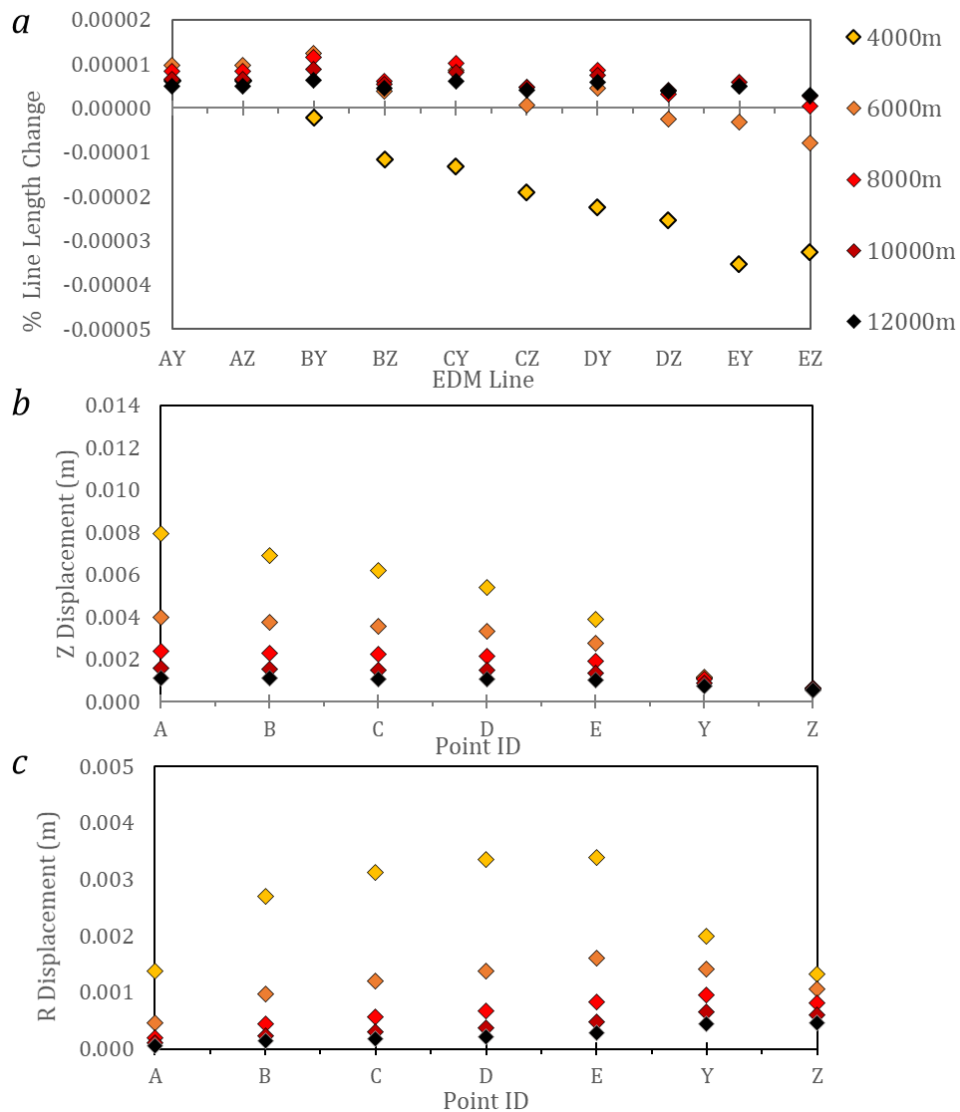 a
% Line Length Change
0.00002
0.00001
0.00000
-0.00001
-0.00002
-0.00003
-0.00004
-0.00005
AY AZ BY BZ CY CZ DY DZ EY EZ
EDM Line
4000m
6000m
8000m
10000m
12000m
b
Z Displacement (m)
0.014
0.012
0.010
0.008
0.006
0.004
0.002
0.000
A B C D E Y Z
Point ID
c
R Displacement (m)
0.005
0.004
0.003
0.002
0.001
0.000
A B C D E Y Z
Point ID